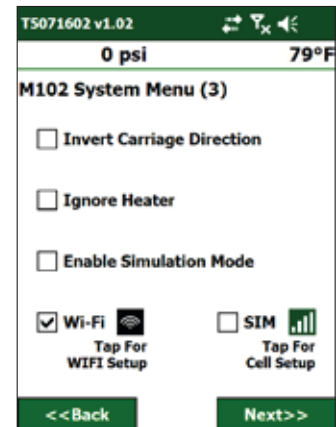 T5071602 v1.02
0 psi 79°F
M102 System Menu (3)
Invert Carriage Direction
Ignore Heater
Enable Simulation Mode
Wi-Fi SIM
Tap For Tap For
WIFI Setup Cell Setup
<<Back Next>>